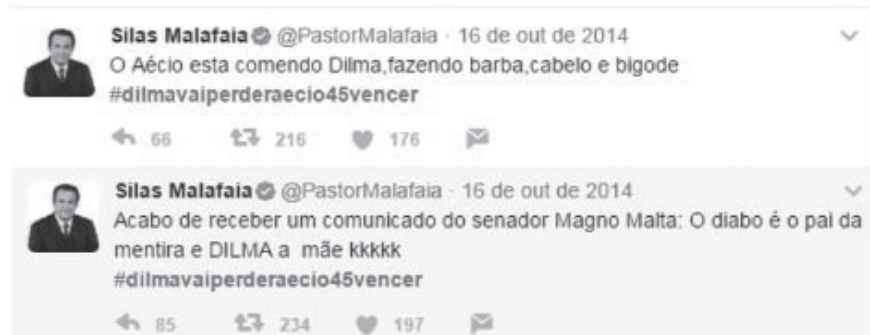 Silas Malafaia @PastorMalafaia · 16 de out de 2014
O Aécio esta comendo Dilma,fazendo barba,cabelo e bigode
#dilmavaiperderaecio45vencer
66 216 176
Silas Malafaia @PastorMalafaia · 16 de out de 2014
Acabo de receber um comunicado do senador Magno Malta: O diabo é o pai da
mentira e DILMA a mãe kkkkk
#dilmavaiperderaecio45vencer
85 234 197